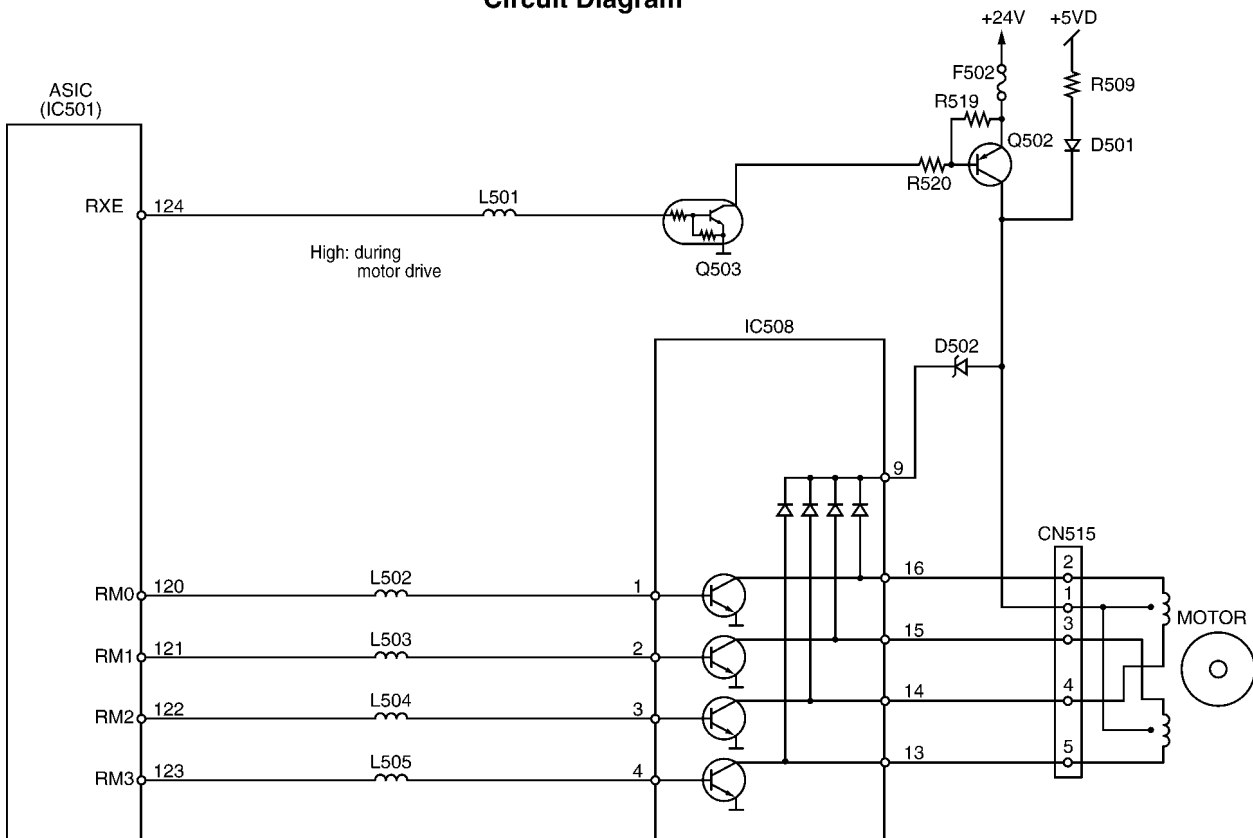 Circuit Diagram
+24V
+5VD
F502
R509
ASIC
(IC501)
R519
Q502
D501
R520
RXE
124
L501
High: during
motor drive
Q503
IC508
D502
9
CN515
RM0
120
L502
1
16
2
1
MOTOR
RM1
121
L503
2
15
3
RM2
122
L504
3
14
4
RM3
123
L505
4
13
5